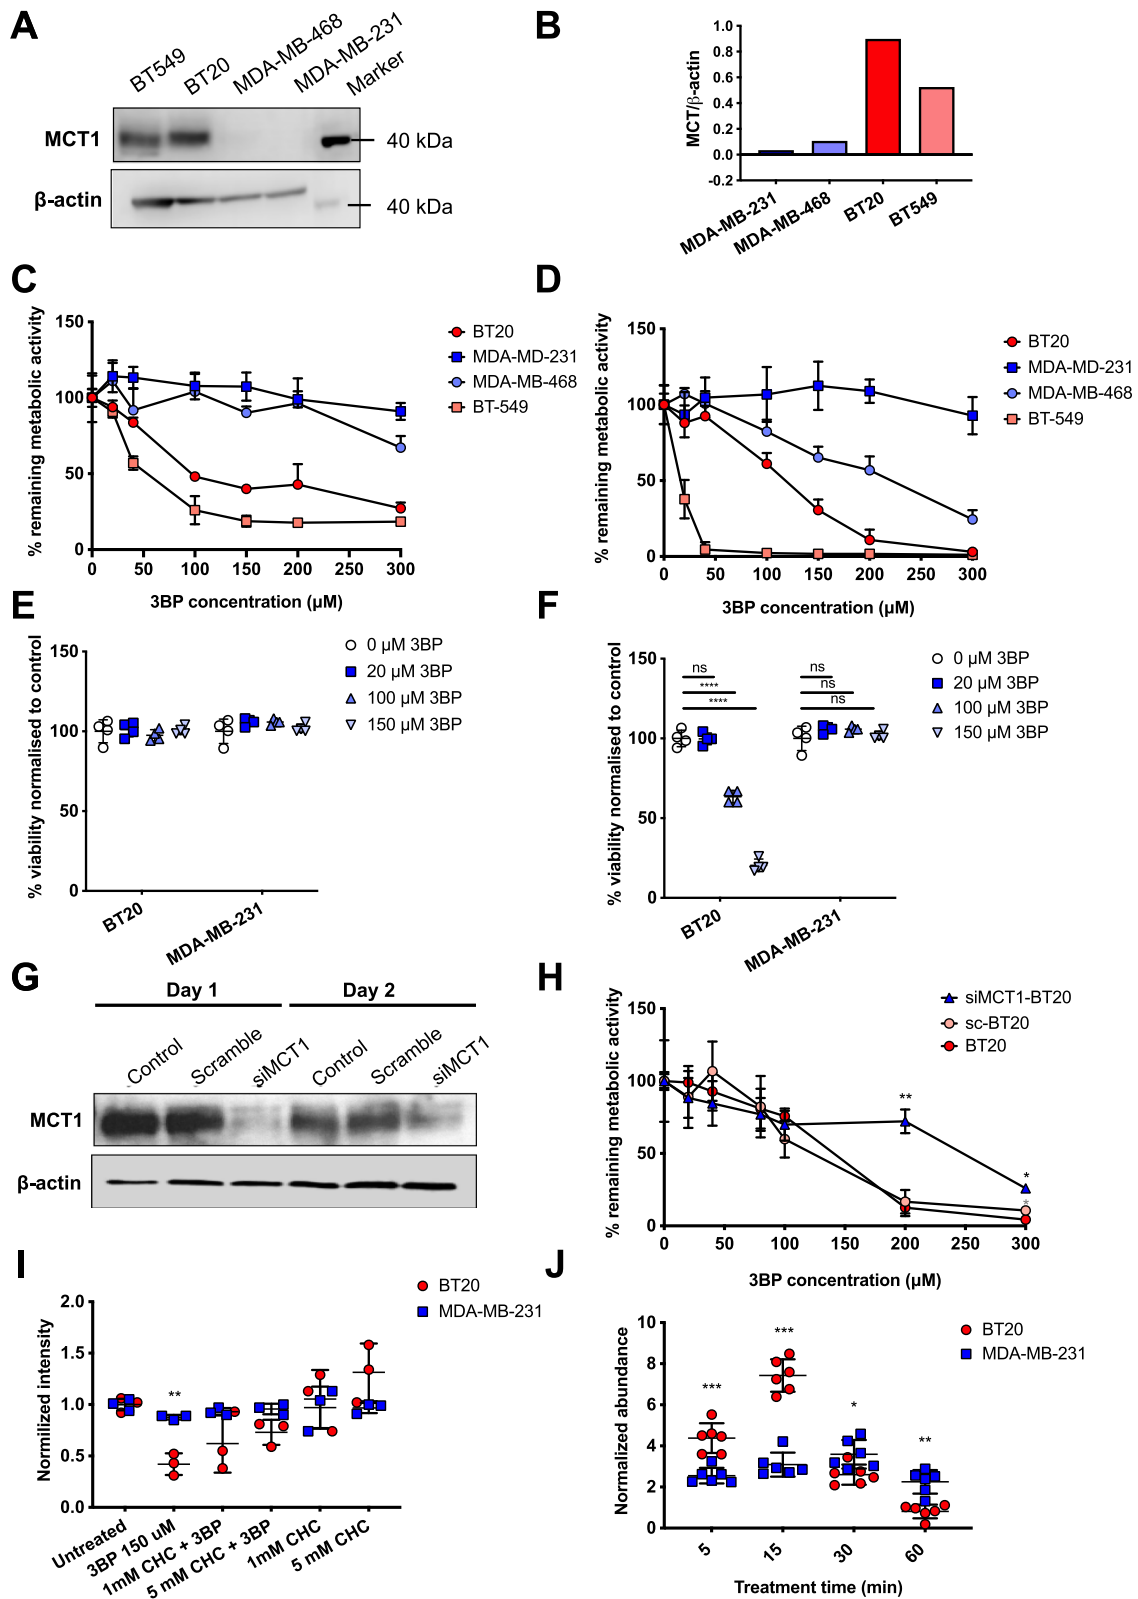 A
BT549
BT20
MDA-MB-468
MDA-MB-231
Marker
MCT1
40 kDa
β-actin
40 kDa
B
MCT/β-actin
1.0
0.8
0.6
0.4
0.2
0.0
-0.2
MDA-MB-231
MDA-MB-468
BT20
BT549
C
% remaining metabolic activity
150
100
50
0
0 50 100 150 200 250 300
3BP concentration (μM)
BT20
MDA-MD-231
MDA-MB-468
BT-549
D
% remaining metabolic activity
150
100
50
0
0 50 100 150 200 250 300
3BP concentration (μM)
BT20
MDA-MD-231
MDA-MB-468
BT-549
E
% viability normalised to control
150
100
50
0
BT20
MDA-MB-231
0 μM 3BP
20 μM 3BP
100 μM 3BP
150 μM 3BP
F
% viability normalised to control
150
100
50
0
ns
****
****
ns
ns
ns
BT20
MDA-MB-231
0 μM 3BP
20 μM 3BP
100 μM 3BP
150 μM 3BP
G
Day 1 Day 2
Control
Scramble
siMCT1
Control
Scramble
siMCT1
MCT1
β-actin
H
% remaining metabolic activity
150
100
50
0
**
*
*
0 50 100 150 200 250 300
3BP concentration (μM)
siMCT1-BT20
sc-BT20
BT20
I
Normilized intensity
2.0
1.5
1.0
0.5
0.0
**
Untreated
3BP 150 uM
1mM CHC + 3BP
5 mM CHC + 3BP
1mM CHC
5 mM CHC
BT20
MDA-MB-231
J
Normalized abundance
10
8
6
4
2
0
***
***
*
**
5 15 30 60
Treatment time (min)
BT20
MDA-MB-231